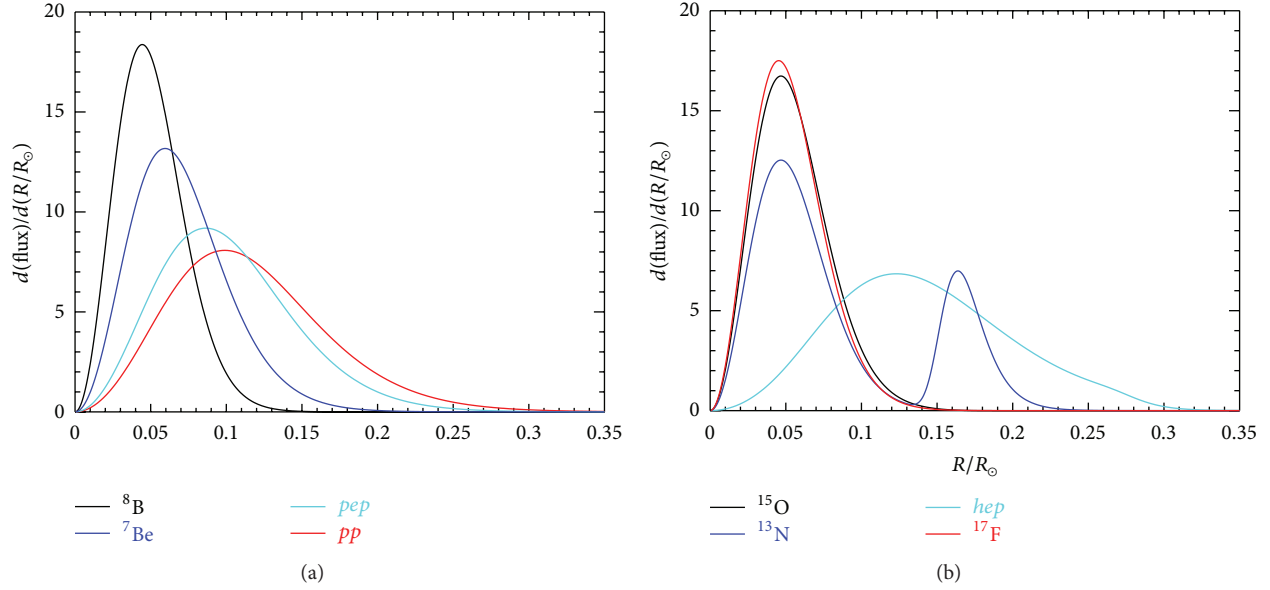 20
15
10
5
0
d(flux)/d(R/R⊙)
0 0.05 0.1 0.15 0.2 0.25 0.3 0.35
⁸B
⁷Be
pep
pp
(a)
20
15
10
5
0
d(flux)/d(R/R⊙)
0 0.05 0.1 0.15 0.2 0.25 0.3 0.35
R/R⊙
¹⁵O
¹³N
hep
¹⁷F
(b)